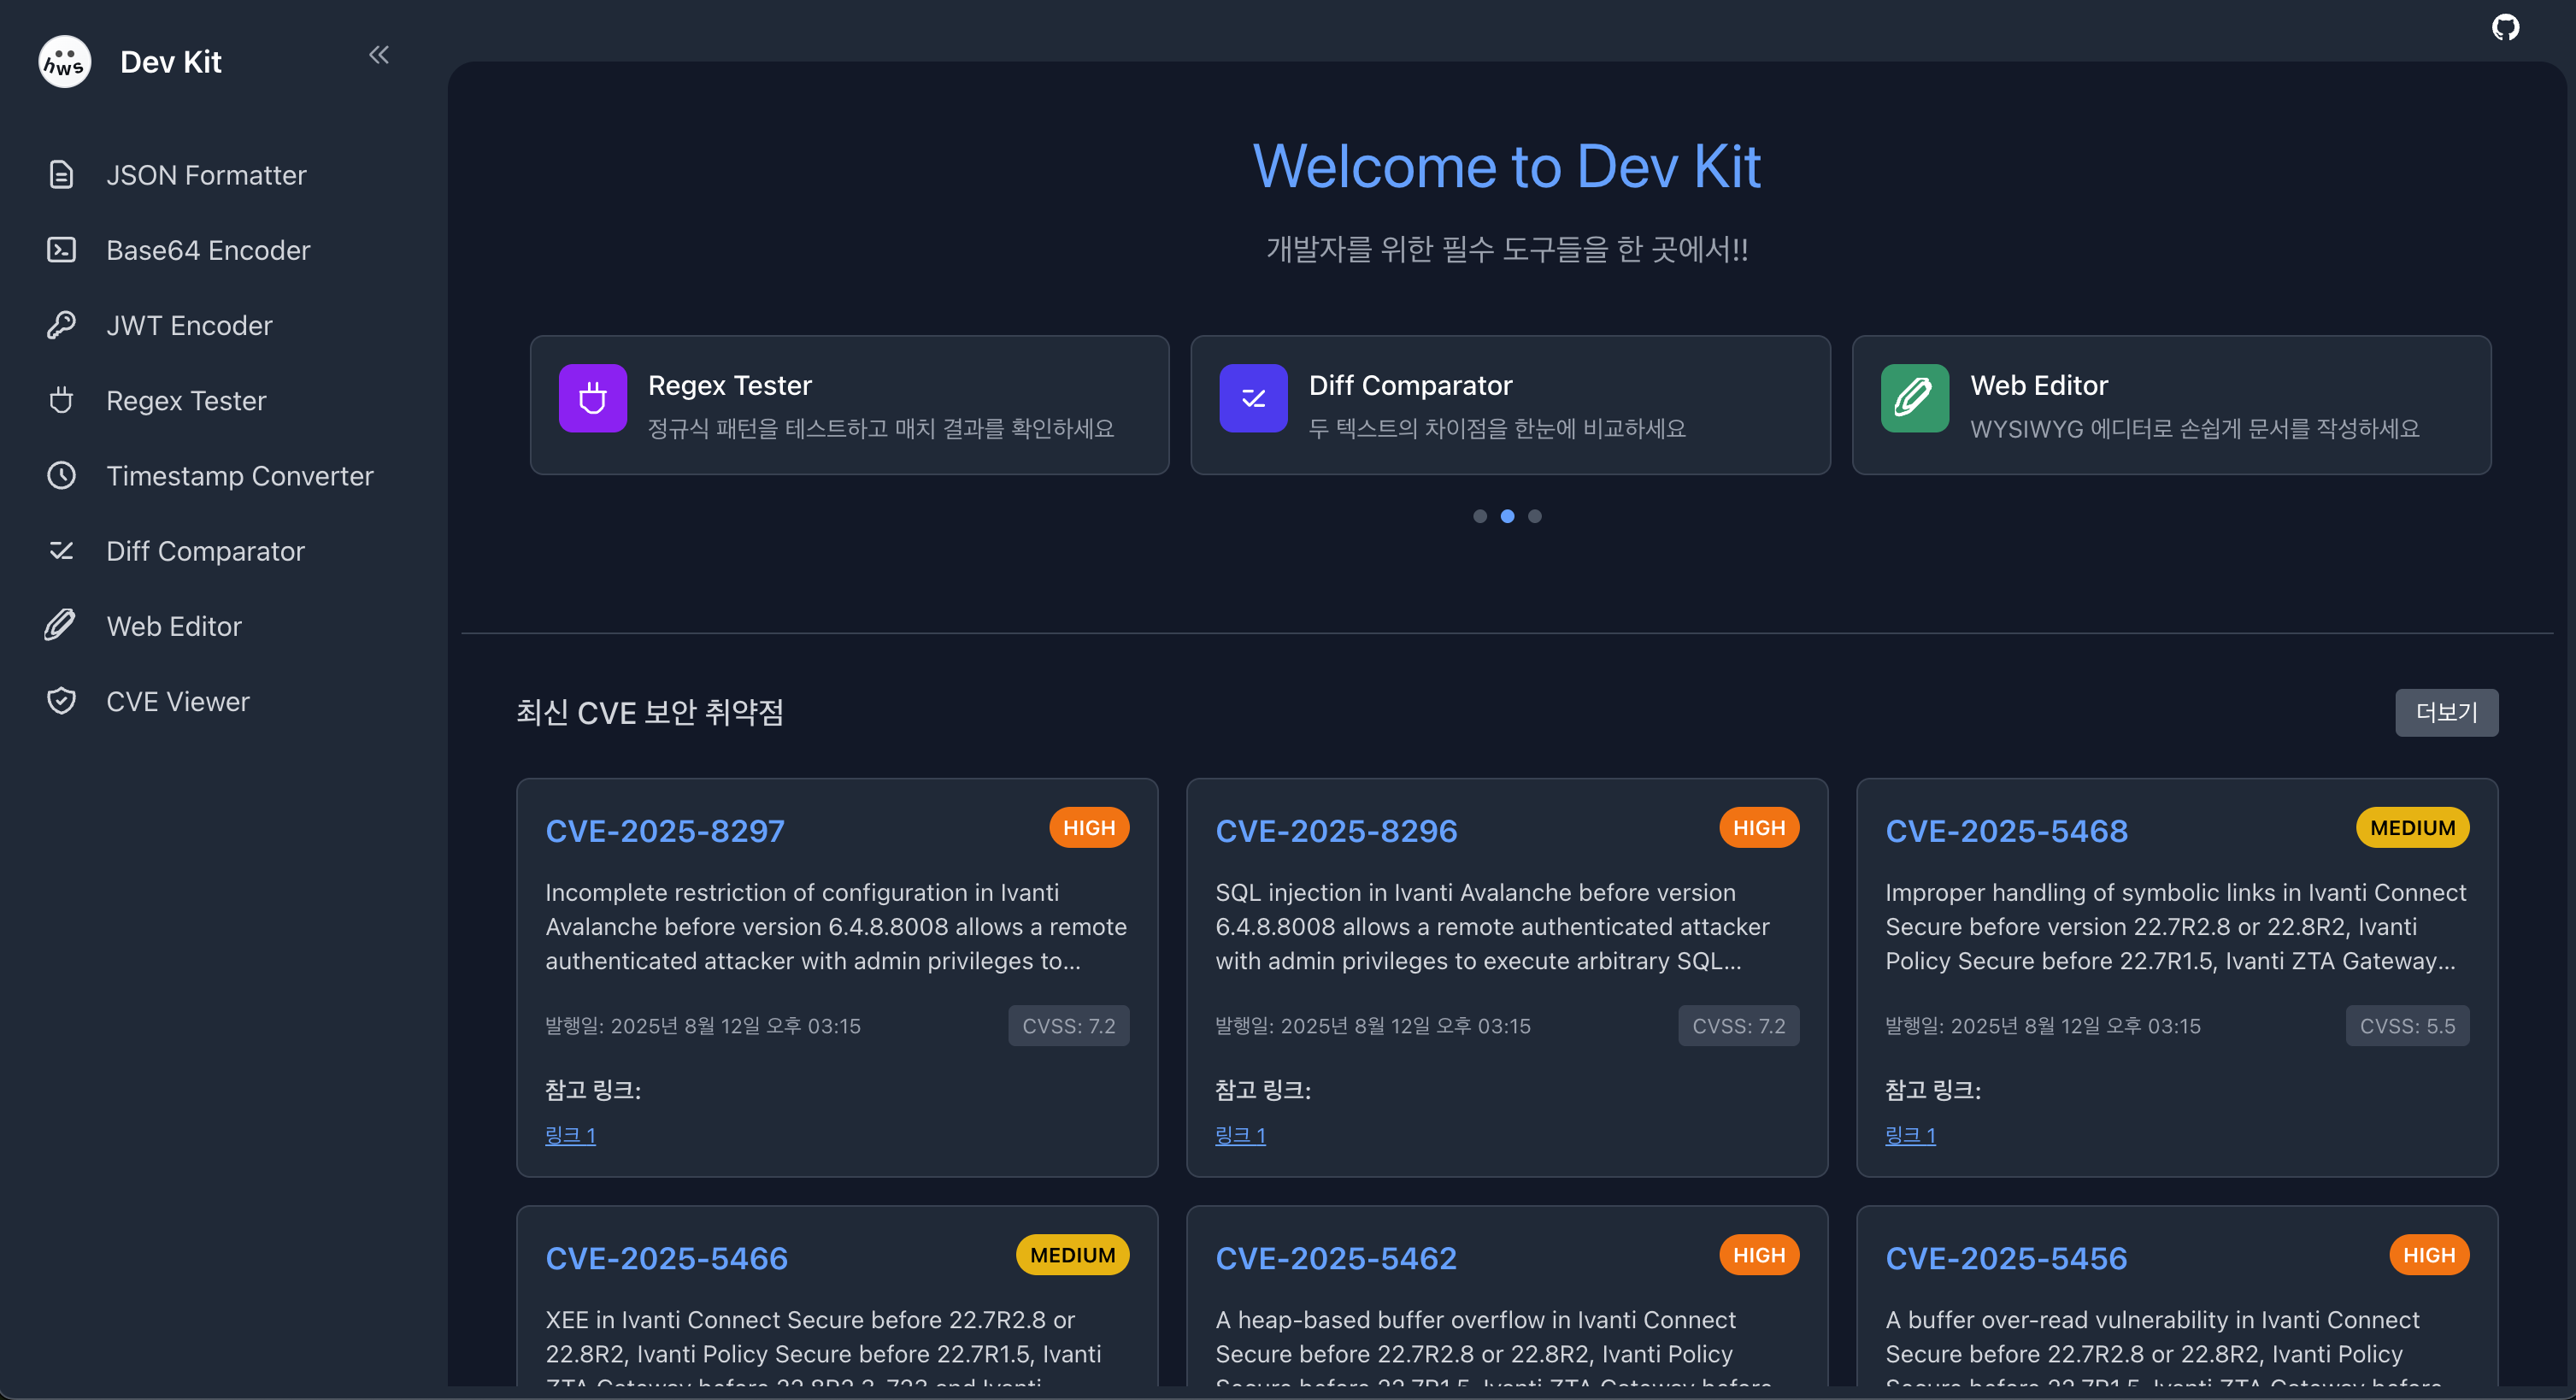 hws
Dev Kit
JSON Formatter
Base64 Encoder
JWT Encoder
Regex Tester
Timestamp Converter
Diff Comparator
Web Editor
CVE Viewer
Welcome to Dev Kit
개발자를 위한 필수 도구들을 한 곳에서!!
Regex Tester
정규식 패턴을 테스트하고 매치 결과를 확인하세요
Diff Comparator
두 텍스트의 차이점을 한눈에 비교하세요
Web Editor
WYSIWYG 에디터로 손쉽게 문서를 작성하세요
최신 CVE 보안 취약점
더보기
CVE-2025-8297
HIGH
Incomplete restriction of configuration in Ivanti
Avalanche before version 6.4.8.8008 allows a remote
authenticated attacker with admin privileges to...
발행일: 2025년 8월 12일 오후 03:15
CVSS: 7.2
참고 링크:
링크 1
CVE-2025-8296
HIGH
SQL injection in Ivanti Avalanche before version
6.4.8.8008 allows a remote authenticated attacker
with admin privileges to execute arbitrary SQL...
발행일: 2025년 8월 12일 오후 03:15
CVSS: 7.2
참고 링크:
링크 1
CVE-2025-5468
MEDIUM
Improper handling of symbolic links in Ivanti Connect
Secure before version 22.7R2.8 or 22.8R2, Ivanti
Policy Secure before 22.7R1.5, Ivanti ZTA Gateway...
발행일: 2025년 8월 12일 오후 03:15
CVSS: 5.5
참고 링크:
링크 1
CVE-2025-5466
MEDIUM
XEE in Ivanti Connect Secure before 22.7R2.8 or
22.8R2, Ivanti Policy Secure before 22.7R1.5, Ivanti
CVE-2025-5462
HIGH
A heap-based buffer overflow in Ivanti Connect
Secure before 22.7R2.8 or 22.8R2, Ivanti Policy
CVE-2025-5456
HIGH
A buffer over-read vulnerability in Ivanti Connect
Secure before 22.7R2.8 or 22.8R2, Ivanti Policy